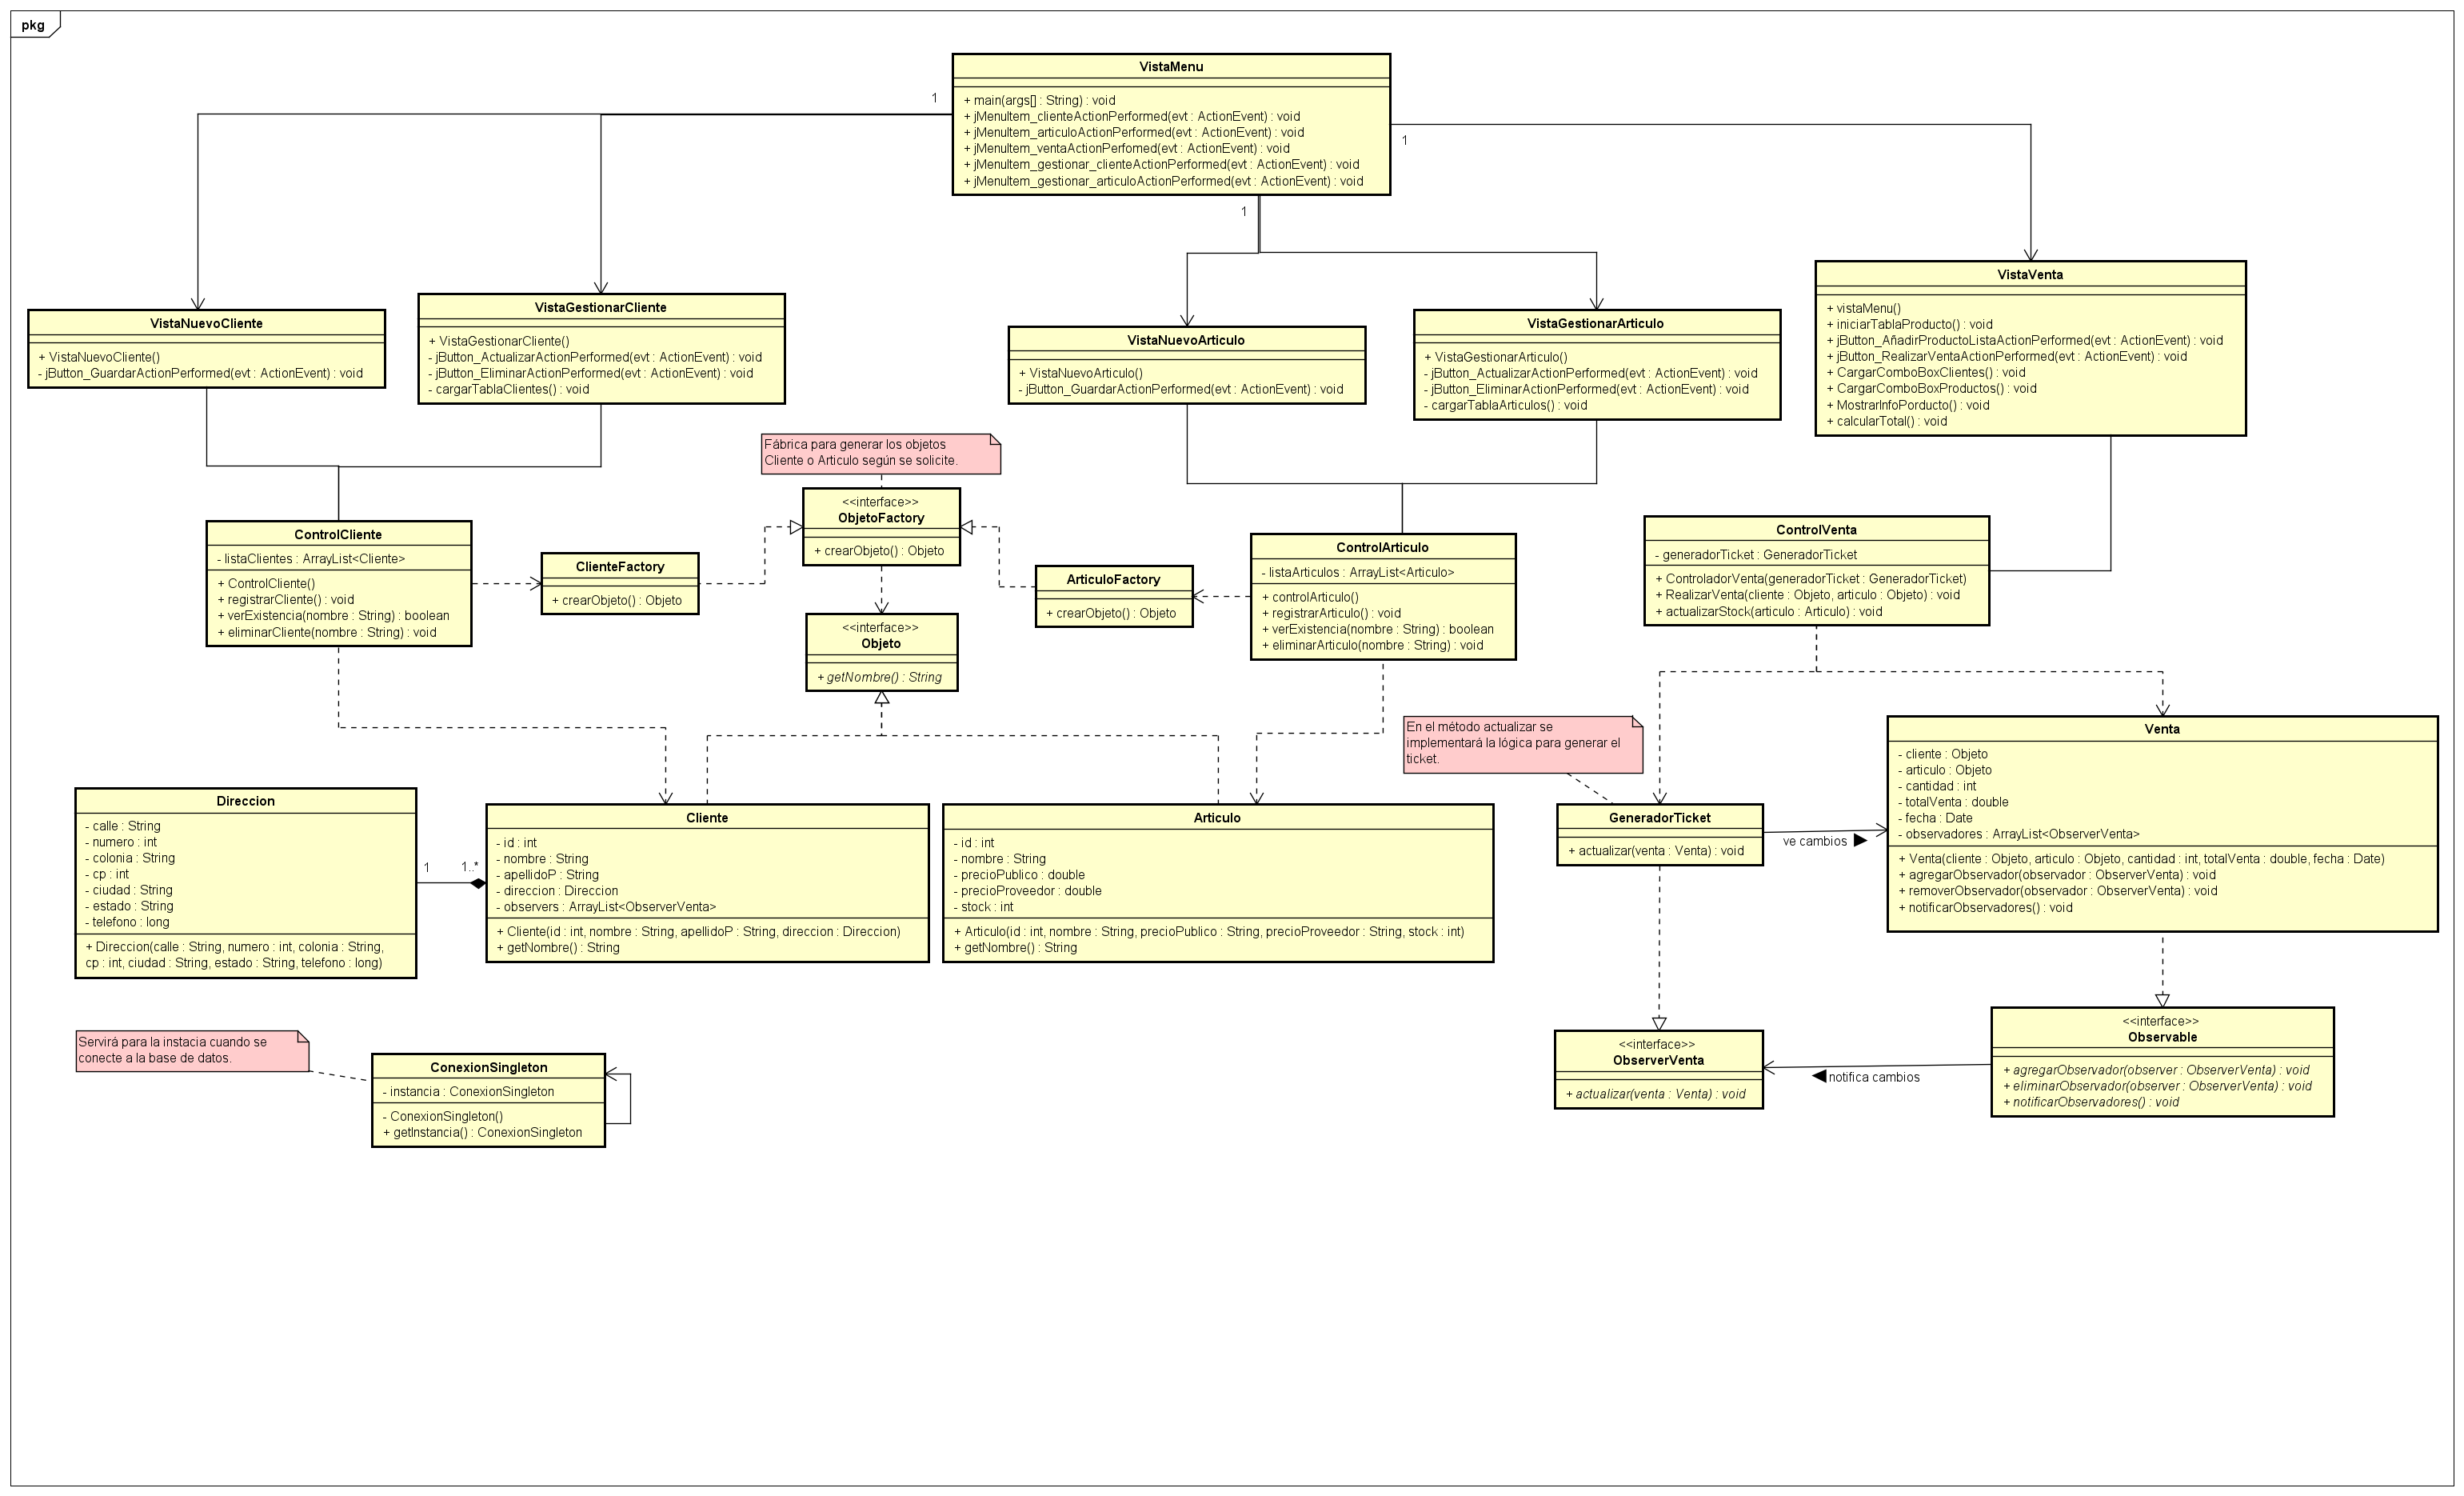 pkg
VistaMenu
+ main(args[] : String) : void
+ jMenuItem_clienteActionPerformed(evt : ActionEvent) : void
+ jMenuItem_articuloActionPerformed(evt : ActionEvent) : void
+ jMenuItem_ventaActionPerfomed(evt : ActionEvent) : void
+ jMenuItem_gestionar_clienteActionPerformed(evt : ActionEvent) : void
+ jMenuItem_gestionar_articuloActionPerformed(evt : ActionEvent) : void
1
1
1
VistaNuevoCliente
+ VistaNuevoCliente()
- jButton_GuardarActionPerformed(evt : ActionEvent) : void
VistaGestionarCliente
+ VistaGestionarCliente()
- jButton_ActualizarActionPerformed(evt : ActionEvent) : void
- jButton_EliminarActionPerformed(evt : ActionEvent) : void
- cargarTablaClientes() : void
VistaNuevoArticulo
+ VistaNuevoArticulo()
- jButton_GuardarActionPerformed(evt : ActionEvent) : void
VistaGestionarArticulo
+ VistaGestionarArticulo()
- jButton_ActualizarActionPerformed(evt : ActionEvent) : void
- jButton_EliminarActionPerformed(evt : ActionEvent) : void
- cargarTablaArticulos() : void
VistaVenta
+ vistaMenu()
+ iniciarTablaProducto() : void
+ jButton_AñadirProductoListaActionPerformed(evt : ActionEvent) : void
+ jButton_RealizarVentaActionPerformed(evt : ActionEvent) : void
+ CargarComboBoxClientes() : void
+ CargarComboBoxProductos() : void
+ MostrarInfoPorducto() : void
+ calcularTotal() : void
Fábrica para generar los objetos
Cliente o Articulo según se solicite.
ControlCliente
- listaClientes : ArrayList<Cliente>
+ ControlCliente()
+ registrarCliente() : void
+ verExistencia(nombre : String) : boolean
+ eliminarCliente(nombre : String) : void
ClienteFactory
+ crearObjeto() : Objeto
<<interface>>
ObjetoFactory
+ crearObjeto() : Objeto
<<interface>>
Objeto
+ getNombre() : String
ArticuloFactory
+ crearObjeto() : Objeto
ControlArticulo
- listaArticulos : ArrayList<Articulo>
+ controlArticulo()
+ registrarArticulo() : void
+ verExistencia(nombre : String) : boolean
+ eliminarArticulo(nombre : String) : void
ControlVenta
- generadorTicket : GeneradorTicket
+ ControladorVenta(generadorTicket : GeneradorTicket)
+ RealizarVenta(cliente : Objeto, articulo : Objeto) : void
+ actualizarStock(articulo : Articulo) : void
En el método actualizar se
implementará la lógica para generar el
ticket.
Direccion
- calle : String
- numero : int
- colonia : String
- cp : int
- ciudad : String
- estado : String
- telefono : long
+ Direccion(calle : String, numero : int, colonia : String,
cp : int, ciudad : String, estado : String, telefono : long)
1
1..*
Cliente
- id : int
- nombre : String
- apellidoP : String
- direccion : Direccion
- observers : ArrayList<ObserverVenta>
+ Cliente(id : int, nombre : String, apellidoP : String, direccion : Direccion)
+ getNombre() : String
Articulo
- id : int
- nombre : String
- precioPublico : double
- precioProveedor : double
- stock : int
+ Articulo(id : int, nombre : String, precioPublico : String, precioProveedor : String, stock : int)
+ getNombre() : String
GeneradorTicket
+ actualizar(venta : Venta) : void
ve cambios
Venta
- cliente : Objeto
- articulo : Objeto
- cantidad : int
- totalVenta : double
- fecha : Date
- observadores : ArrayList<ObserverVenta>
+ Venta(cliente : Objeto, articulo : Objeto, cantidad : int, totalVenta : double, fecha : Date)
+ agregarObservador(observador : ObserverVenta) : void
+ removerObservador(observador : ObserverVenta) : void
+ notificarObservadores() : void
Servirá para la instacia cuando se
conecte a la base de datos.
ConexionSingleton
- instancia : ConexionSingleton
- ConexionSingleton()
+ getInstancia() : ConexionSingleton
<<interface>>
ObserverVenta
+ actualizar(venta : Venta) : void
notifica cambios
<<interface>>
Observable
+ agregarObservador(observer : ObserverVenta) : void
+ eliminarObservador(observer : ObserverVenta) : void
+ notificarObservadores() : void